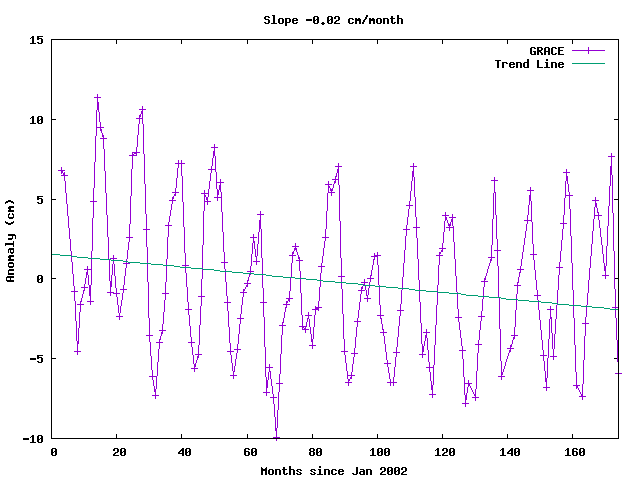 Slope -0.02 cm/month
GRACE
Trend Line
15
10
5
0
-5
-10
Anomaly (cm)
0 20 40 60 80 100 120 140 160
Months since Jan 2002